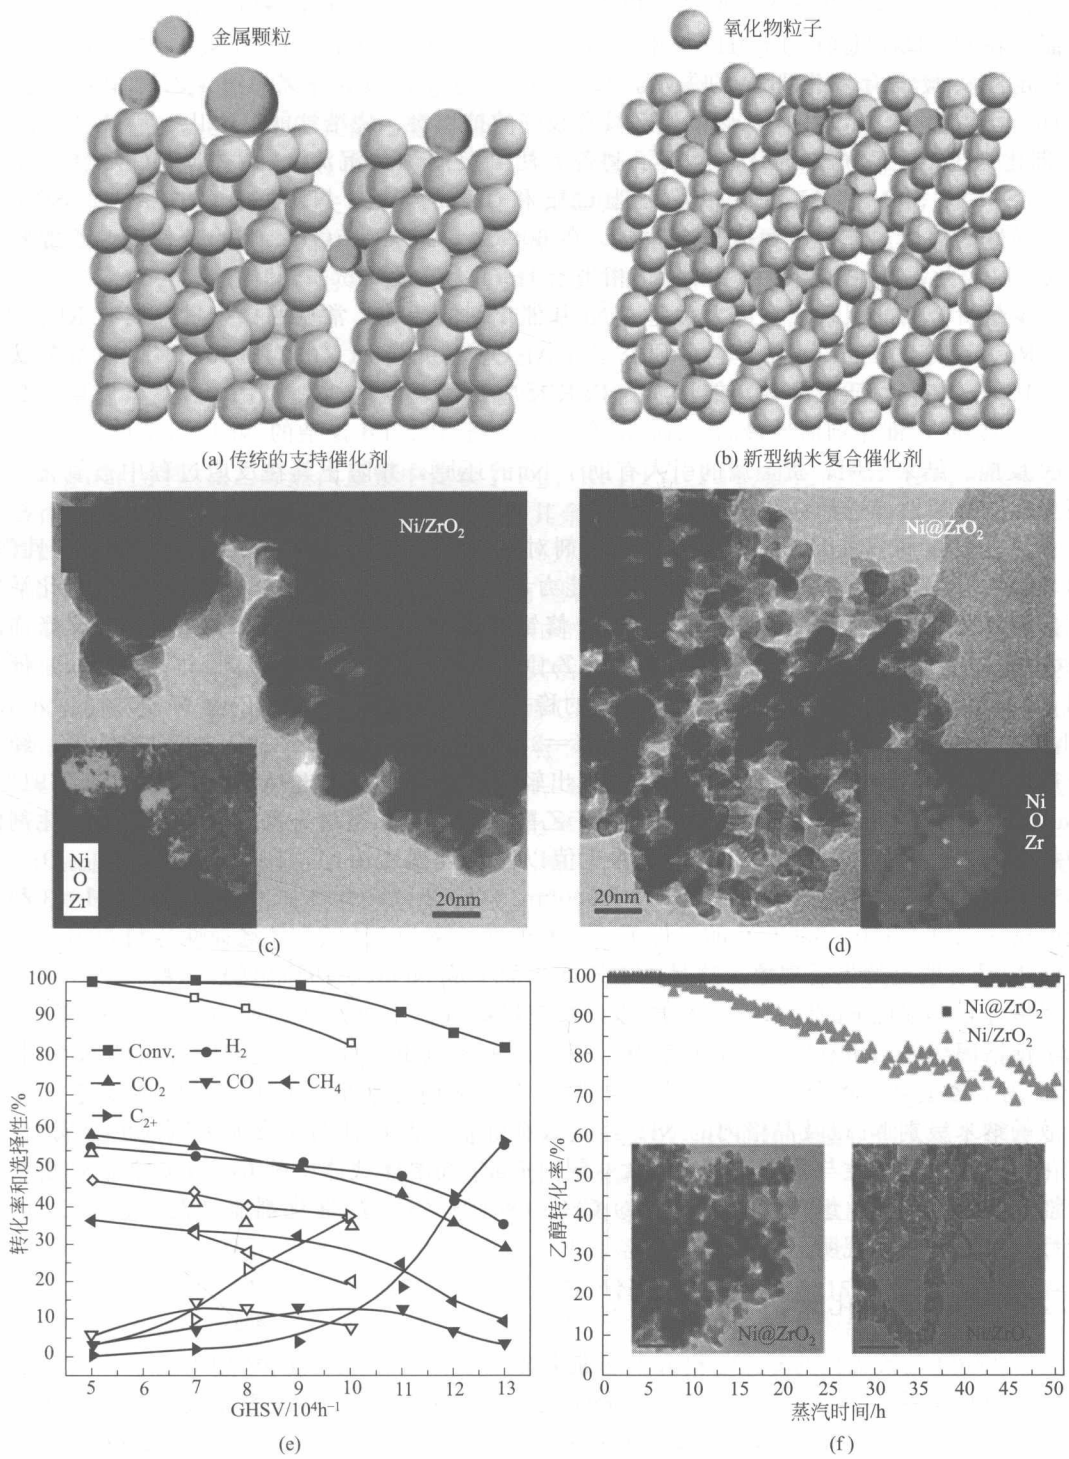 金属颗粒
氧化物粒子
(a) 传统的支持催化剂
(b) 新型纳米复合催化剂
Ni/ZrO₂
Ni
O
Zr
20nm
(c)
Ni@ZrO₂
Ni
O
Zr
20nm
(d)
转化率和选择性/%
100
90
80
70
60
50
40
30
20
10
0
Conv.
H₂
CO₂
CO
CH₄
C₂₊
5
6
7
8
9
10
11
12
13
GHSV/10⁴h⁻¹
(e)
乙醇转化率/%
100
90
80
70
60
50
40
30
20
10
0
Ni@ZrO₂
Ni/ZrO₂
Ni@ZrO₂
Ni/ZrO₂
0
5
10
15
20
25
30
35
40
45
50
蒸汽时间/h
(f)